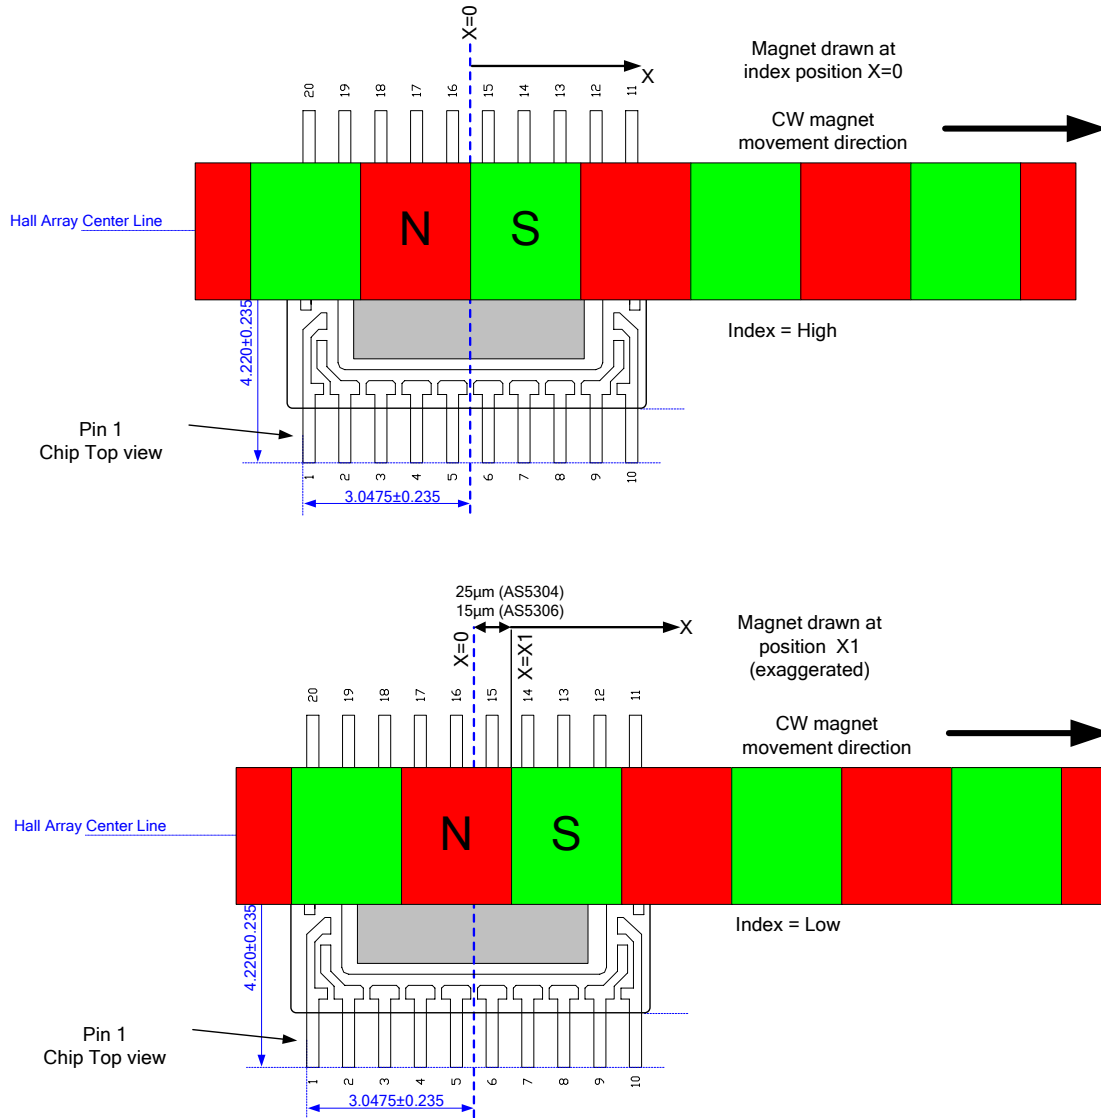 X=0
X
Magnet drawn at
index position X=0
20 19 18 17 16 15 14 13 12 11
CW magnet
movement direction
Hall Array Center Line
N S
4.220±0.235
Index = High
Pin 1
Chip Top view
1 2 3 4 5 6 7 8 9 10
3.0475±0.235
25µm (AS5304)
15µm (AS5306)
X=0
X=X1
X
Magnet drawn at
position X1
(exaggerated)
20 19 18 17 16 15 14 13 12 11
CW magnet
movement direction
Hall Array Center Line
N S
4.220±0.235
Index = Low
Pin 1
Chip Top view
1 2 3 4 5 6 7 8 9 10
3.0475±0.235